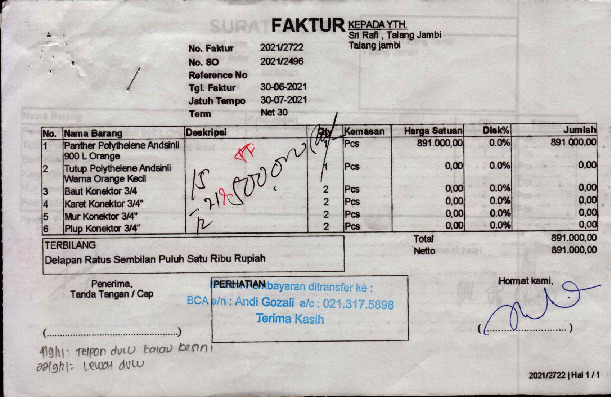 FAKTUR
KEPADA YTH.
Sri Rafi , Talang Jambi
Talang jambi
No. Faktur 2021/2722
No. SO 2021/2496
Reference No
Tgl. Faktur 30-06-2021
Jatuh Tempo 30-07-2021
Term Net 30
No. Nama Barang Deskripsi Qty Kemasan Harga Satuan Disk% Jumlah
1 Panther Polythelene Andsinli 900 L Orange Pcs 891.000,00 0.0% 891.000,00
2 Tutup Polythelene Andsinli Warna Orange Kecil 1 Pcs 0,00 0.0% 0,00
3 Baut Konektor 3/4 2 Pcs 0,00 0.0% 0,00
4 Karet Konektor 3/4" 2 Pcs 0,00 0.0% 0,00
5 Mur Konektor 3/4" 2 Pcs 0,00 0.0% 0,00
6 Plup Konektor 3/4" 2 Pcs 0,00 0.0% 0,00
TERBILANG
Delapan Ratus Sembilan Puluh Satu Ribu Rupiah
Total 891.000,00
Netto 891.000,00
Penerima,
Tanda Tangan / Cap
PERHATIAN
Pembayaran ditransfer ke :
BCA a/n : Andi Gozali a/c : 021.317.5898
Terima Kasih
Hormat kami,
(........................)
(........................)
Telpon dulu kalau
Lewat dulu
2021/2722 | Hal 1 / 1